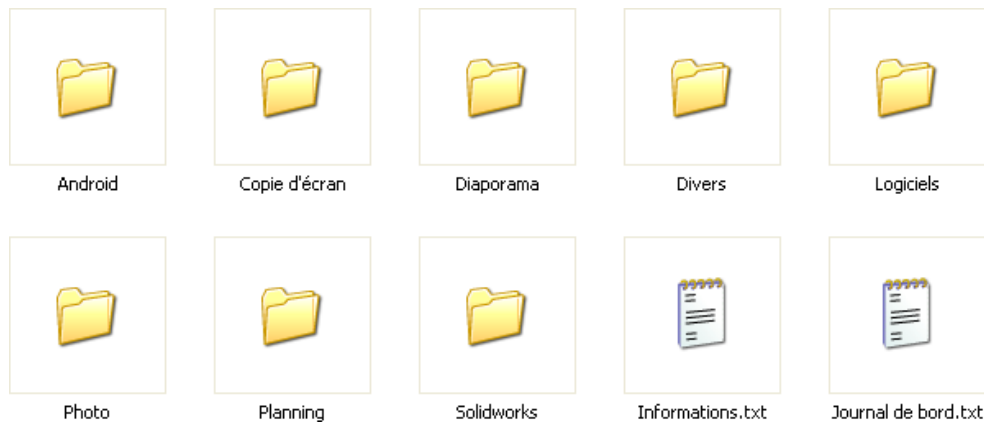 Android
Copie d'écran
Diaporama
Divers
Logiciels
Photo
Planning
Solidworks
Informations.txt
Journal de bord.txt